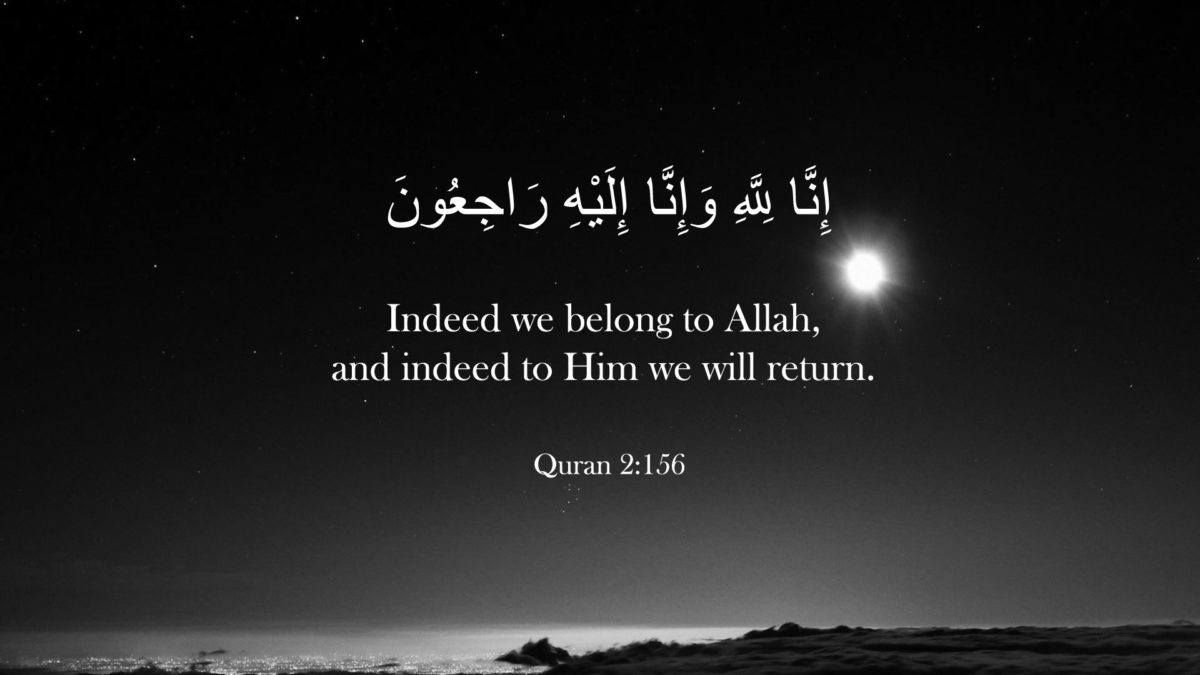 إِنَّا لِلَّهِ وَإِنَّا إِلَيْهِ رَاجِعُونَ
Indeed we belong to Allah,
and indeed to Him we will return.
Quran 2:156